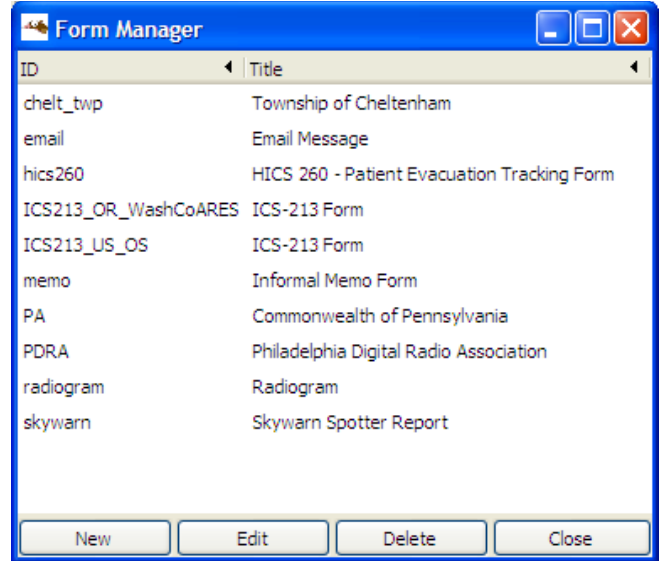 Form Manager
ID Title
chelt_twp Township of Cheltenham
email Email Message
hics260 HICS 260 - Patient Evacuation Tracking Form
ICS213_OR_WashCoARES ICS-213 Form
ICS213_US_OS ICS-213 Form
memo Informal Memo Form
PA Commonwealth of Pennsylvania
PDRA Philadelphia Digital Radio Association
radiogram Radiogram
skywarn Skywarn Spotter Report
New Edit Delete Close